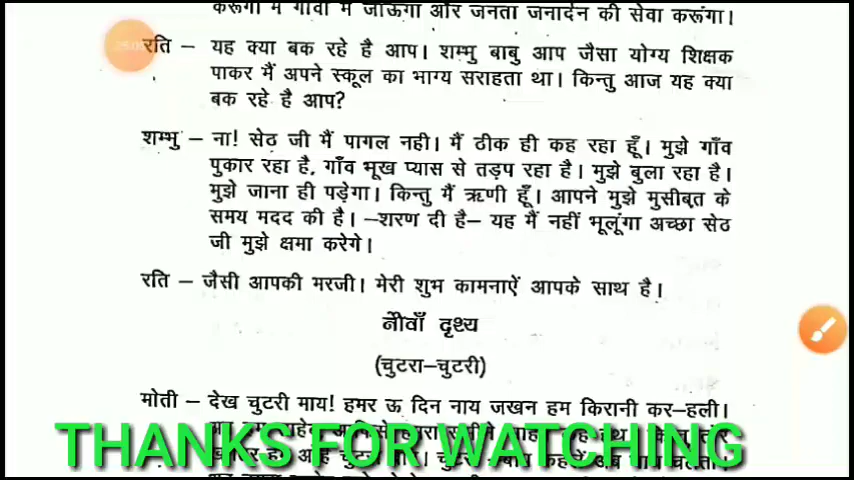 करूंगा में गांवों में जाऊंगा और जनता जनार्दन की सेवा करूंगा।
रति – यह क्या बक रहे है आप। शम्भु बाबु आप जैसा योग्य शिक्षक
पाकर मैं अपने स्कूल का भाग्य सराहता था। किन्तु आज यह क्या
बक रहे है आप?
शम्भु – ना! सेठ जी मैं पागल नही। मैं ठीक ही कह रहा हूँ। मुझे गाँव
पुकार रहा है, गाँव भूख प्यास से तड़प रहा है। मुझे बुला रहा है।
मुझे जाना ही पड़ेगा। किन्तु मैं ऋणी हूँ। आपने मुझे मुसीबत के
समय मदद की है। –शरण दी है– यह मैं नहीं भूलूंगा अच्छा सेठ
जी मुझे क्षमा करेगे।
रति – जैसी आपकी मरजी। मेरी शुभ कामनाऐं आपके साथ है।
नौवाँ दृश्य
(चुटरा–चुटरी)
मोती – देख चुटरी माय! हमर ऊ दिन नाय जखन हम किरानी कर–हली।
THANKS FOR WATCHING